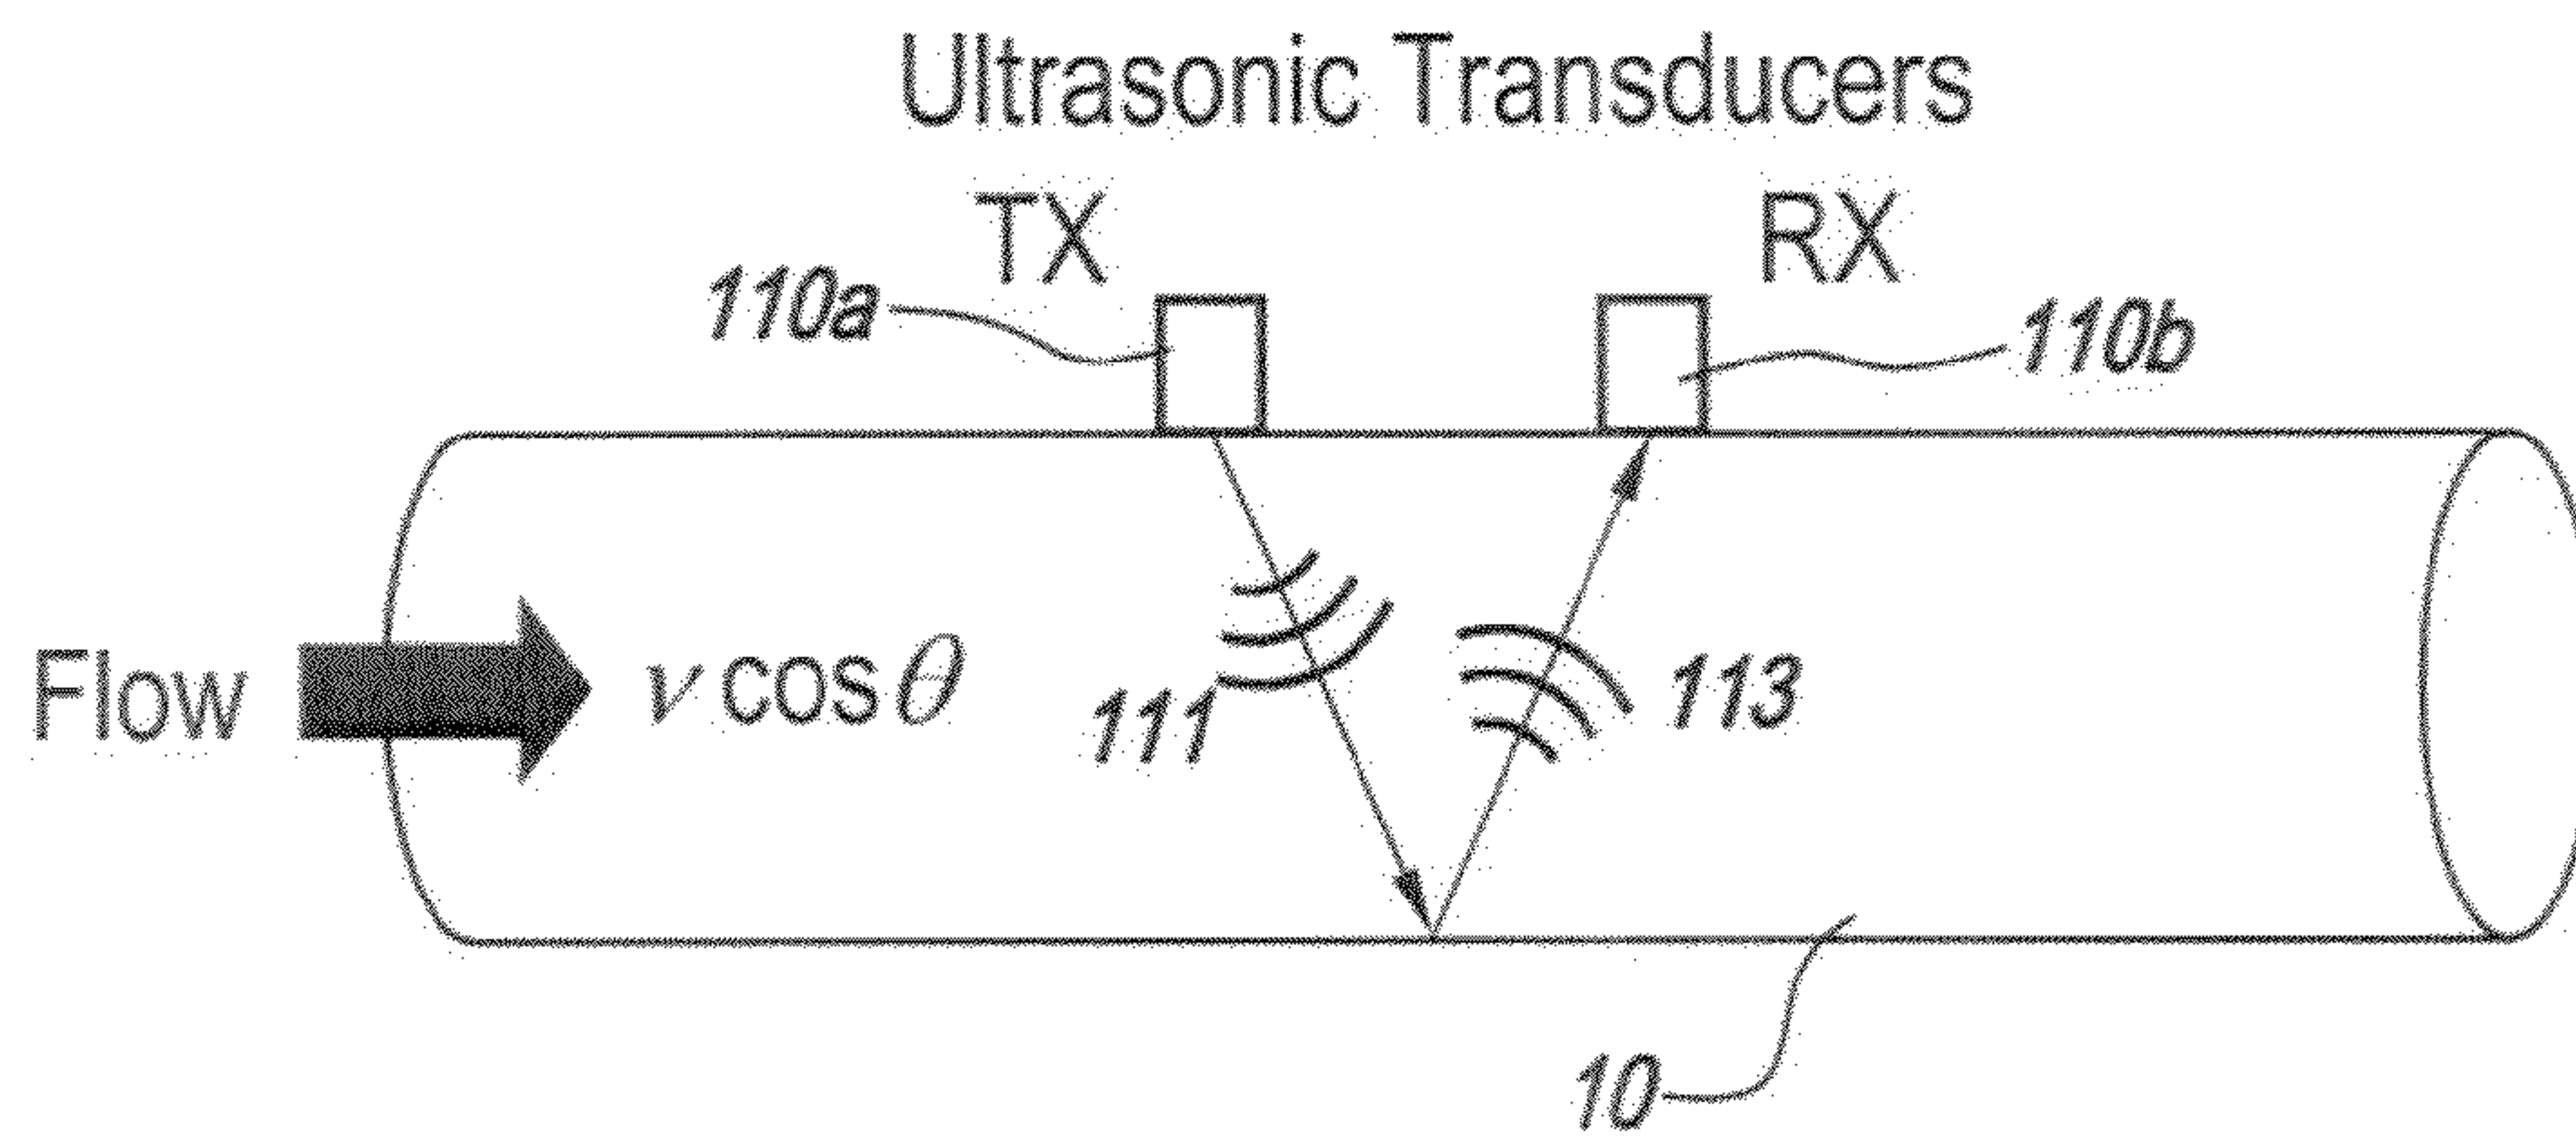 Ultrasonic Transducers
TX
RX
110a
110b
Flow
v cos θ
111
113
10